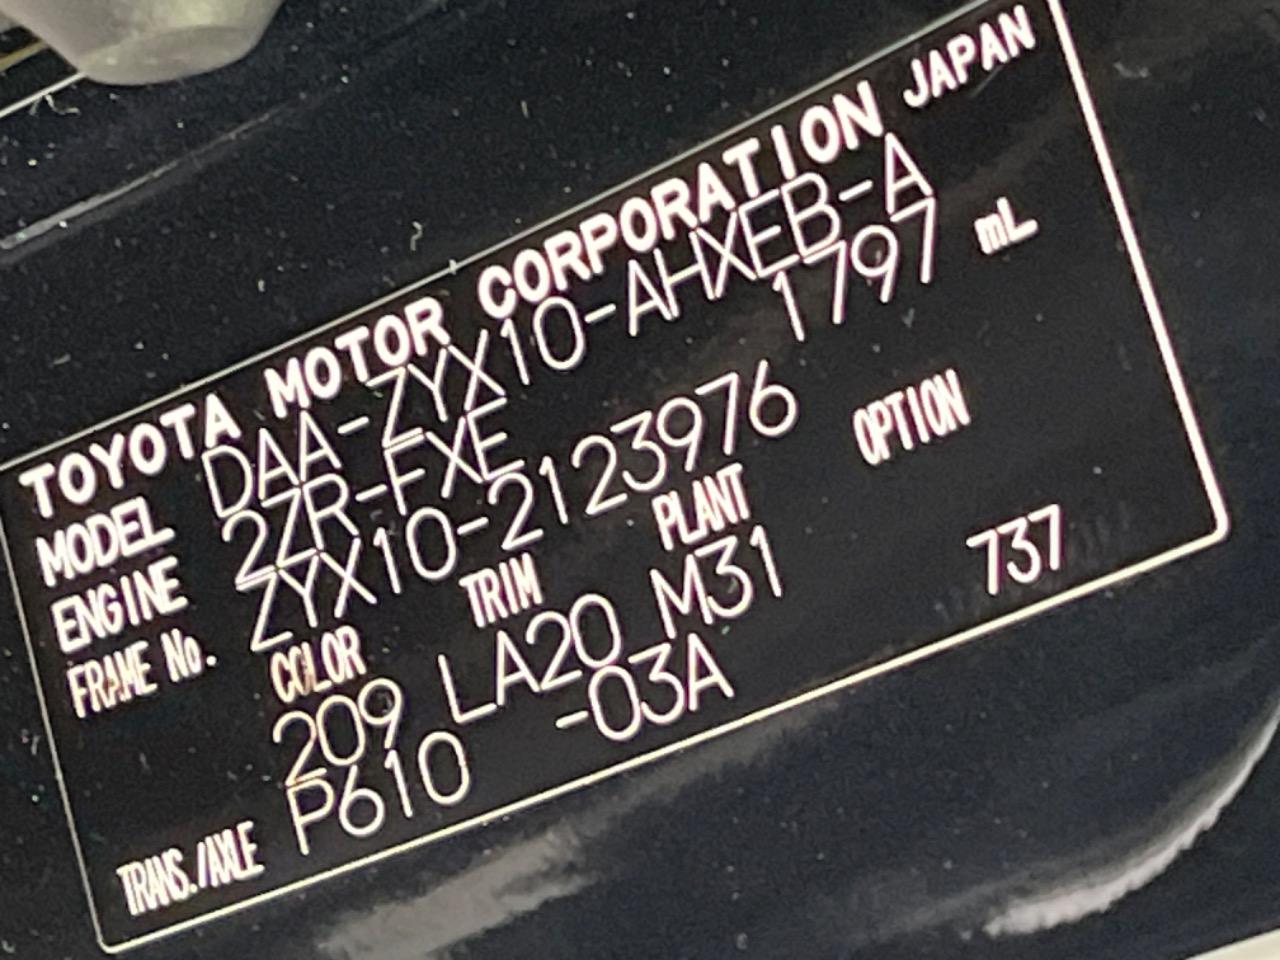 TOYOTA MOTOR CORPORATION JAPAN
MODEL DAA-ZYX10-AHXEB-A
ENGINE 2ZR-FXE 1797 mL
FRAME No. ZYX10-2123976
COLOR TRIM PLANT OPTION
209 LA20 M31 737
TRANS./AXLE P610 -03A